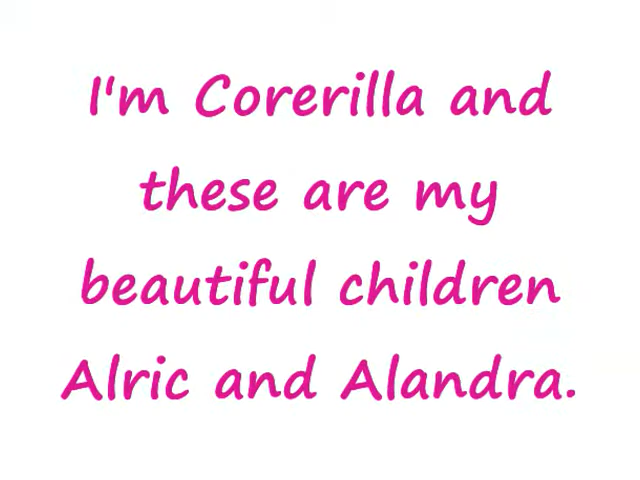 I'm Corerilla and
these are my
beautiful children
Alric and Alandra.